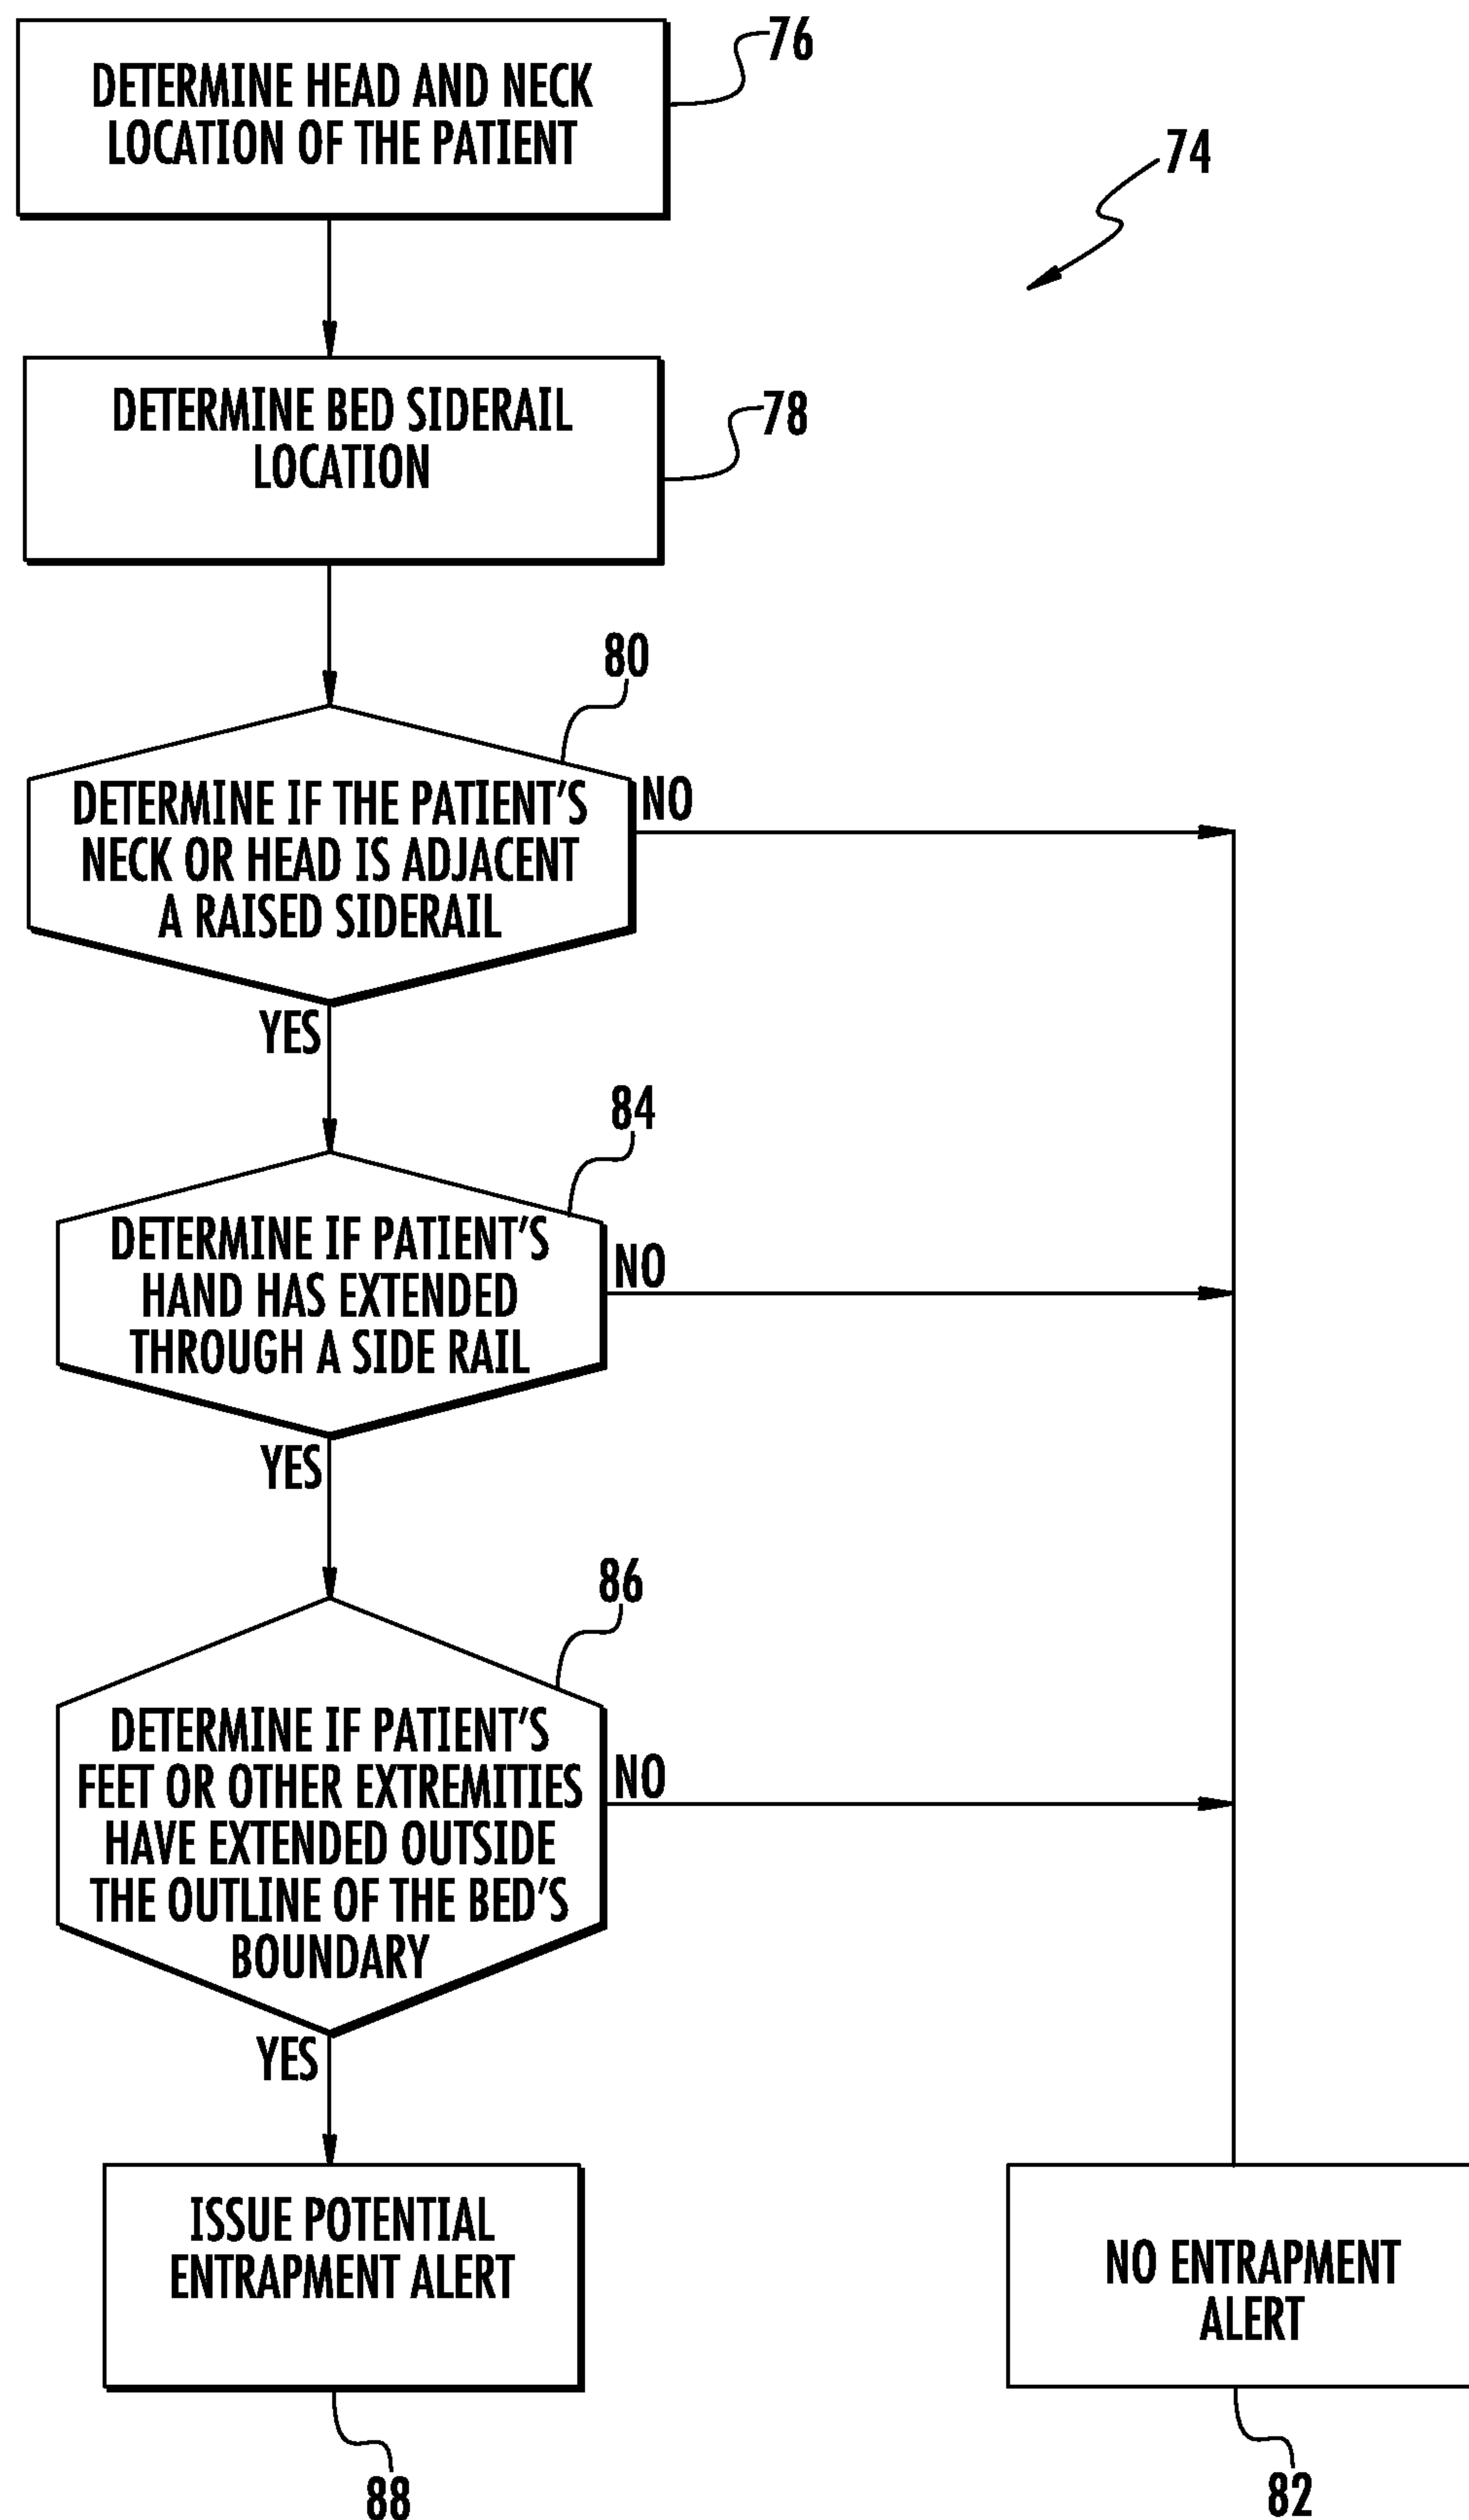 DETERMINE HEAD AND NECK
LOCATION OF THE PATIENT
76
74
DETERMINE BED SIDERAIL
LOCATION
78
80
DETERMINE IF THE PATIENT'S
NECK OR HEAD IS ADJACENT
A RAISED SIDERAIL
NO
YES
84
DETERMINE IF PATIENT'S
HAND HAS EXTENDED
THROUGH A SIDE RAIL
NO
YES
86
DETERMINE IF PATIENT'S
FEET OR OTHER EXTREMITIES
HAVE EXTENDED OUTSIDE
THE OUTLINE OF THE BED'S
BOUNDARY
NO
YES
ISSUE POTENTIAL
ENTRAPMENT ALERT
88
NO ENTRAPMENT
ALERT
82